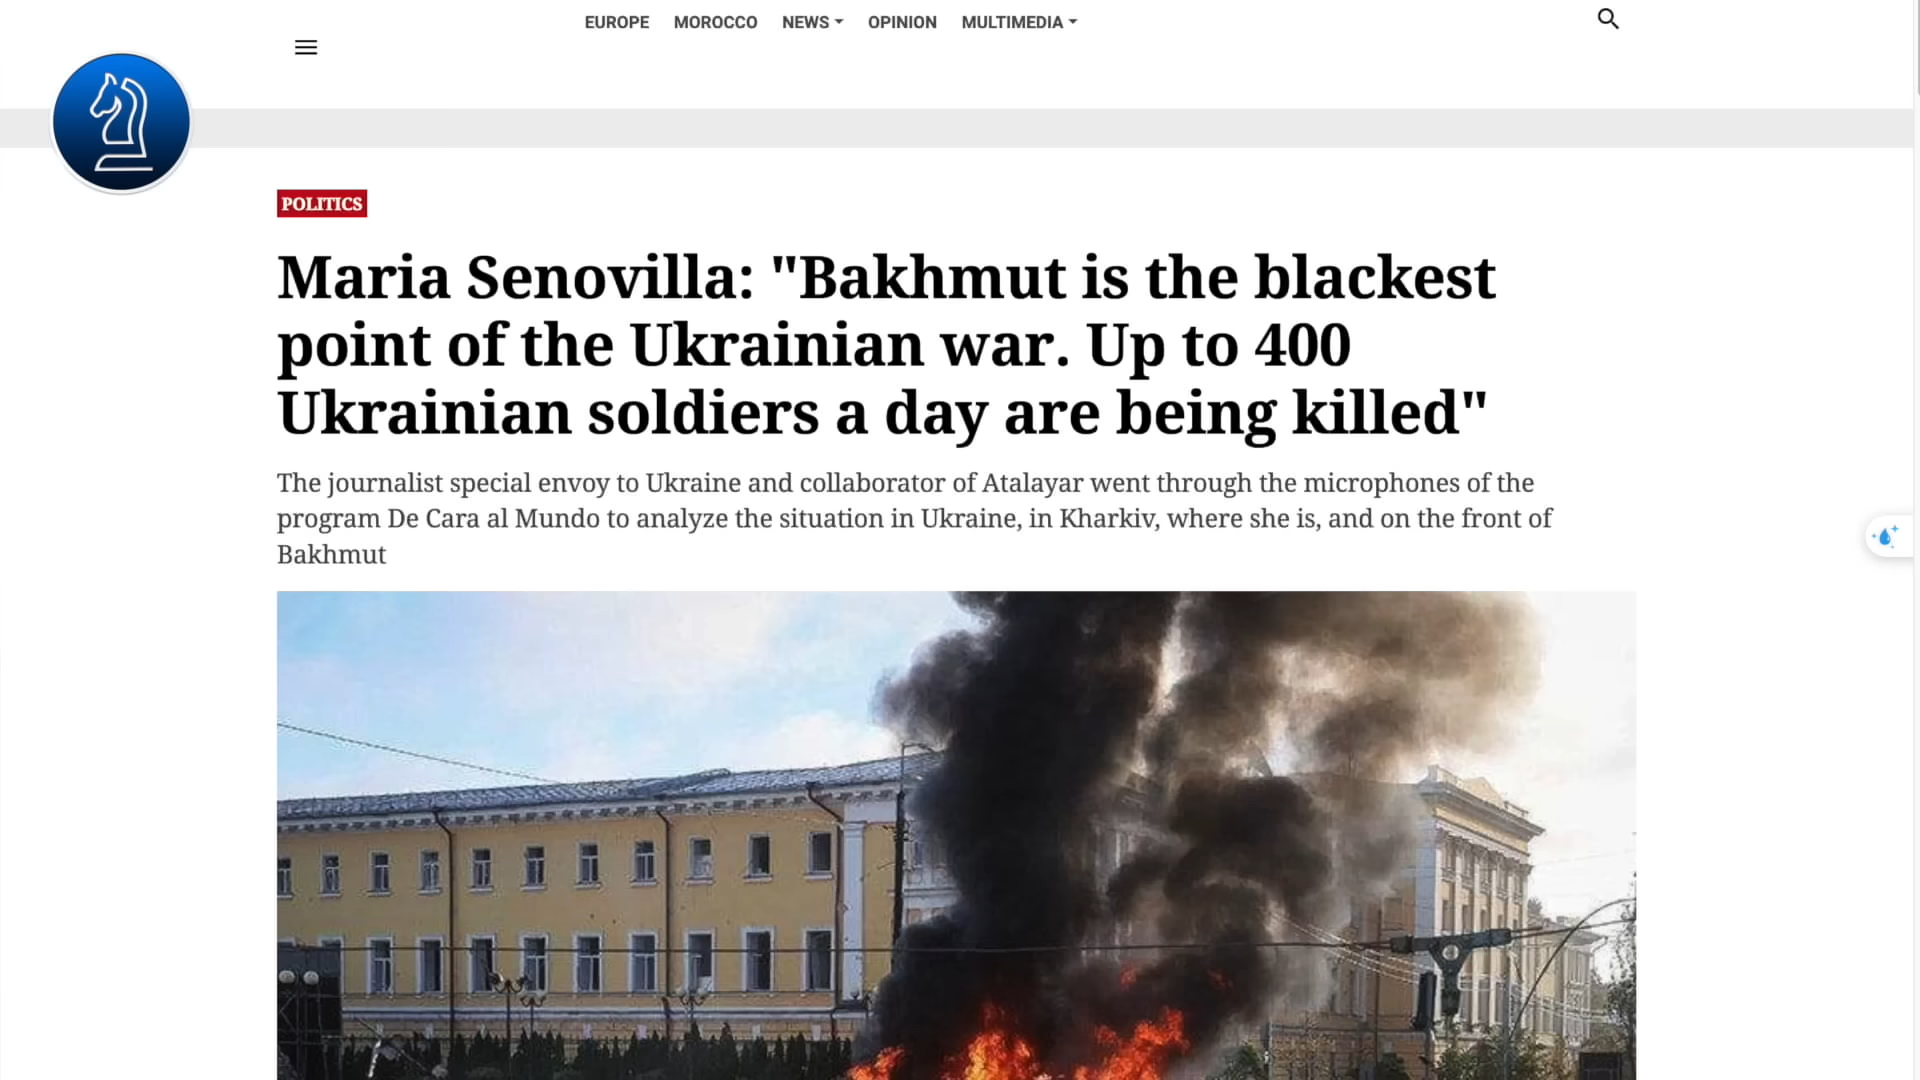 EUROPE MOROCCO NEWS OPINION MULTIMEDIA
POLITICS
Maria Senovilla: "Bakhmut is the blackest
point of the Ukrainian war. Up to 400
Ukrainian soldiers a day are being killed"
The journalist special envoy to Ukraine and collaborator of Atalayar went through the microphones of the
program De Cara al Mundo to analyze the situation in Ukraine, in Kharkiv, where she is, and on the front of
Bakhmut